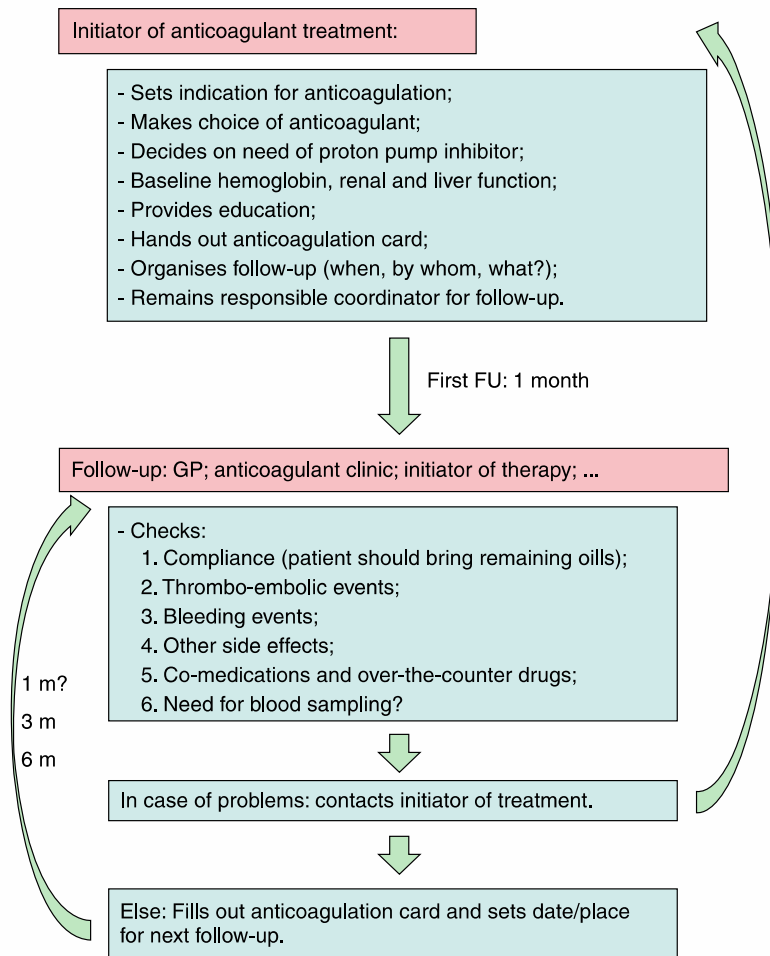 Initiator of anticoagulant treatment:
- Sets indication for anticoagulation;
- Makes choice of anticoagulant;
- Decides on need of proton pump inhibitor;
- Baseline hemoglobin, renal and liver function;
- Provides education;
- Hands out anticoagulation card;
- Organises follow-up (when, by whom, what?);
- Remains responsible coordinator for follow-up.
First FU: 1 month
Follow-up: GP; anticoagulant clinic; initiator of therapy; ...
- Checks:
1. Compliance (patient should bring remaining oills);
2. Thrombo-embolic events;
3. Bleeding events;
4. Other side effects;
5. Co-medications and over-the-counter drugs;
6. Need for blood sampling?
1 m?
3 m
6 m
In case of problems: contacts initiator of treatment.
Else: Fills out anticoagulation card and sets date/place
for next follow-up.